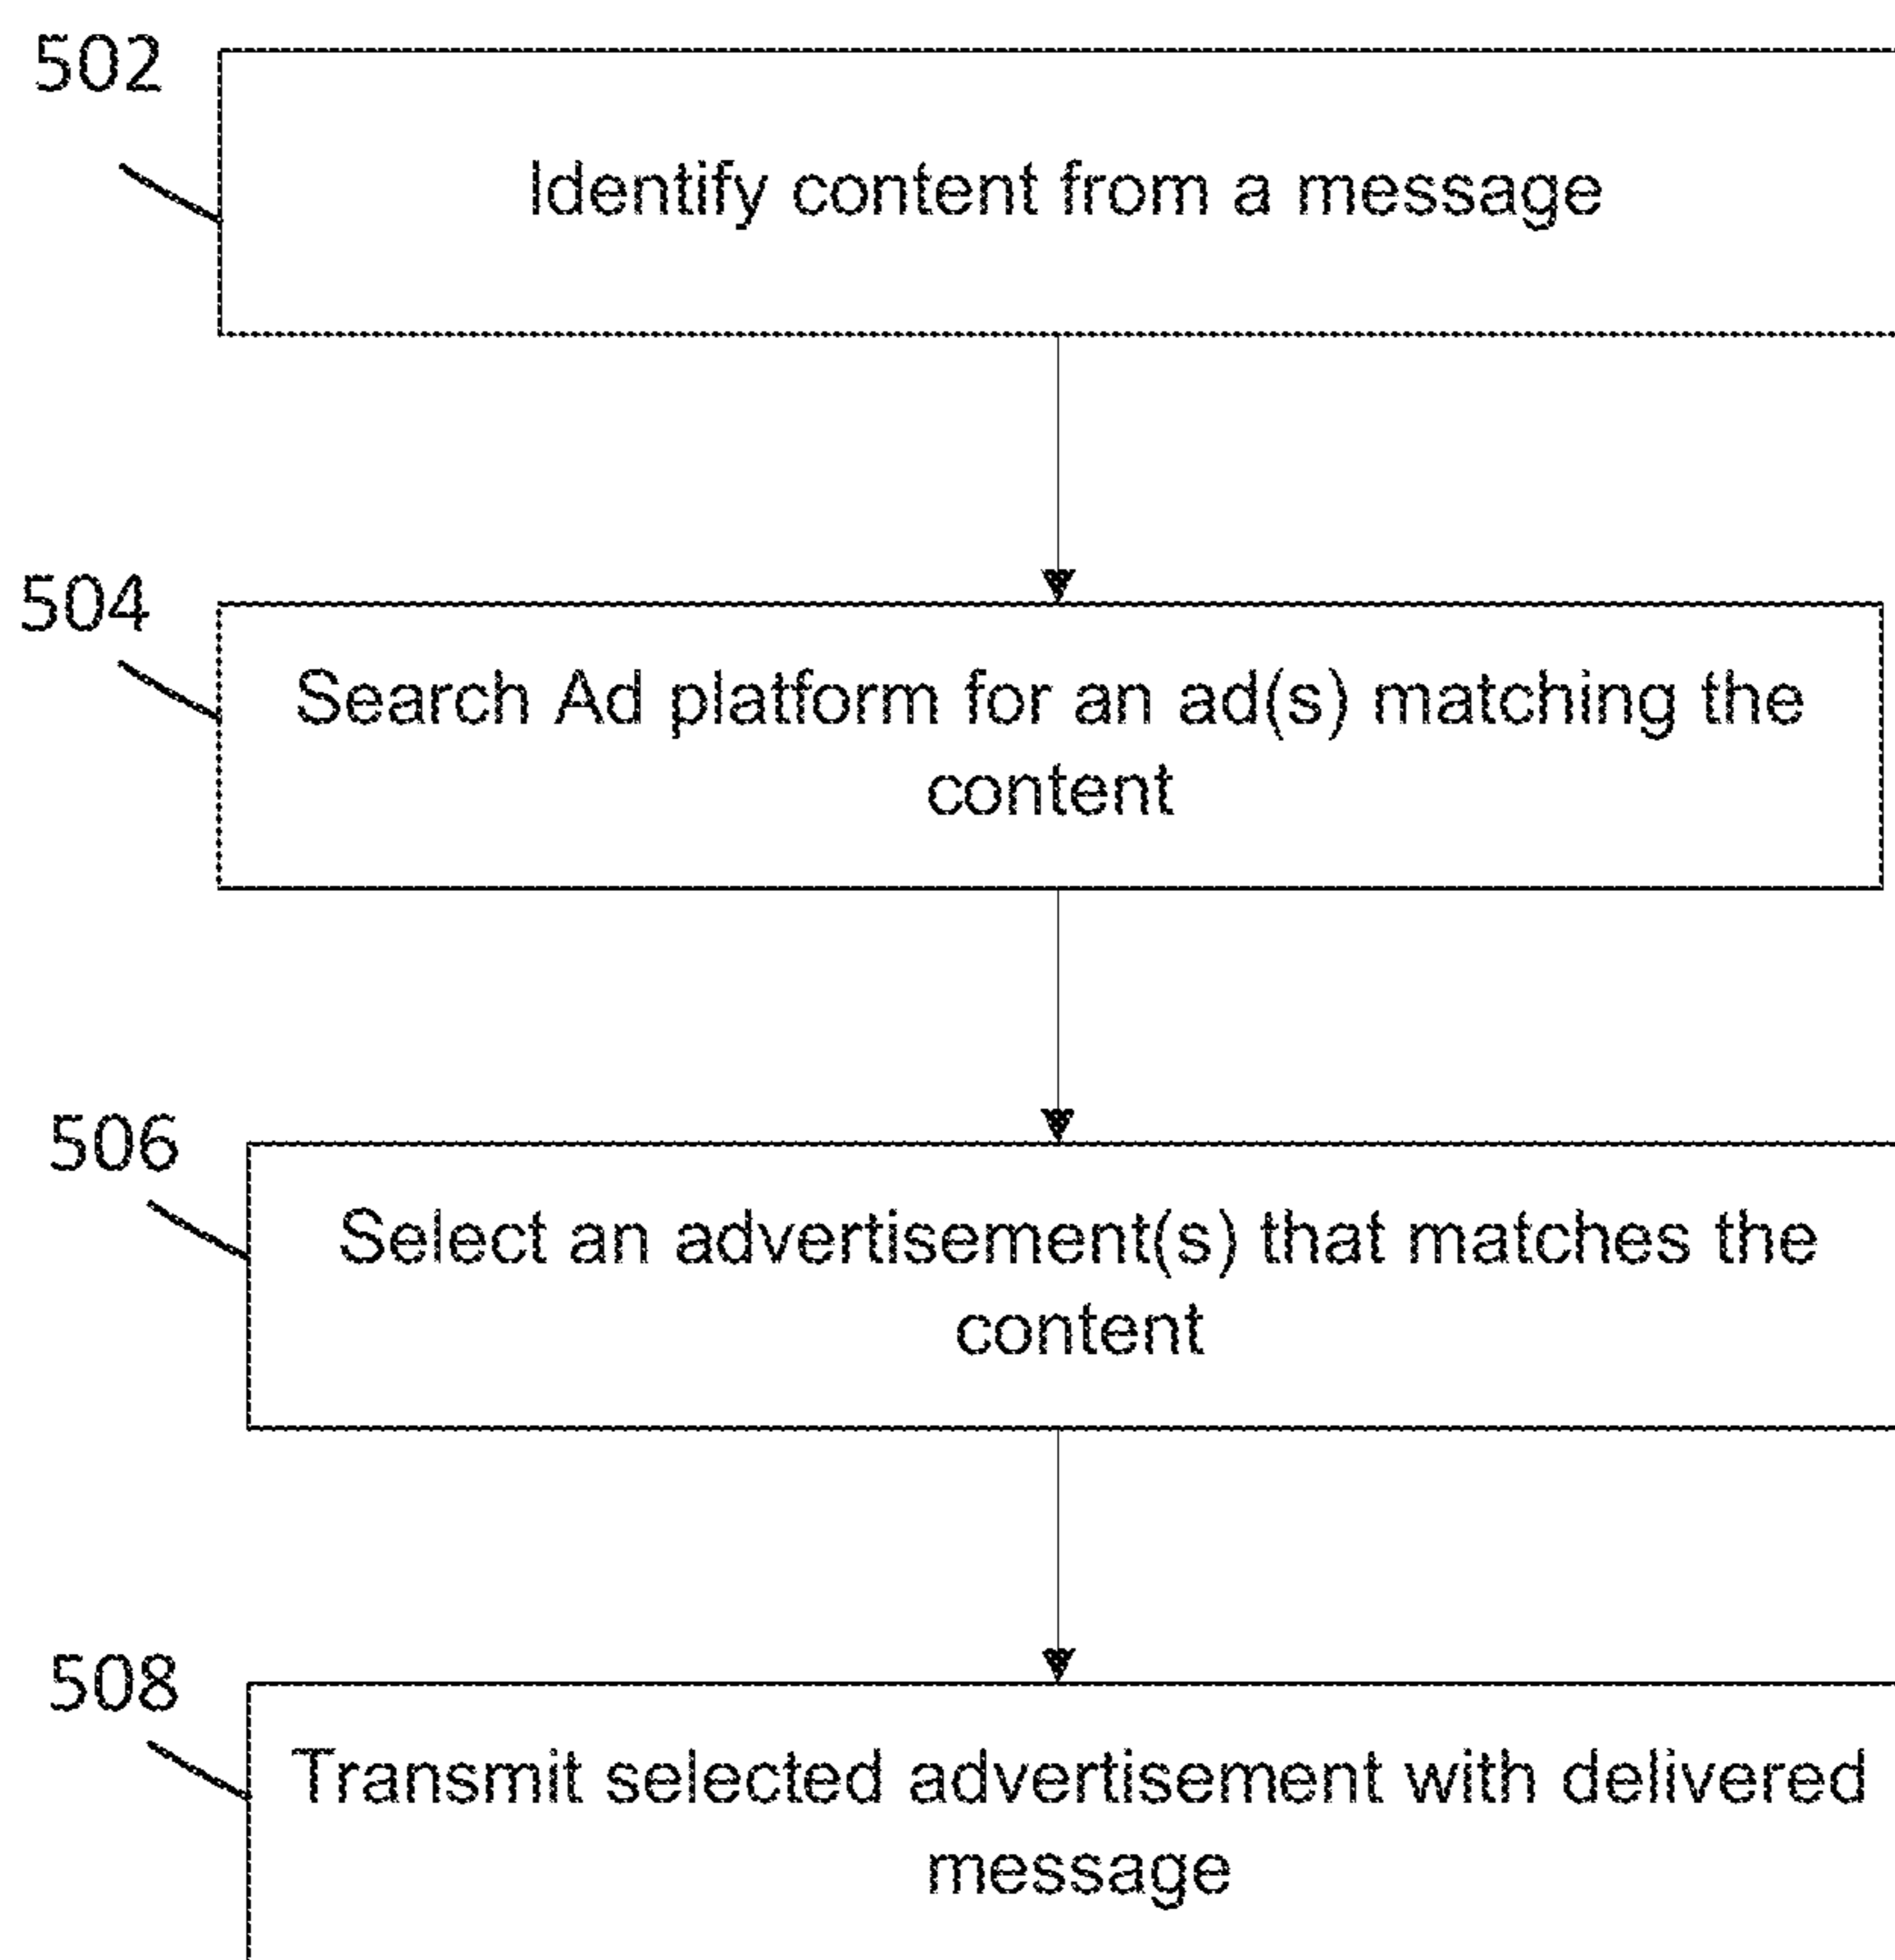 502
Identify content from a message
504
Search Ad platform for an ad(s) matching the
content
506
Select an advertisement(s) that matches the
content
508
Transmit selected advertisement with delivered
message